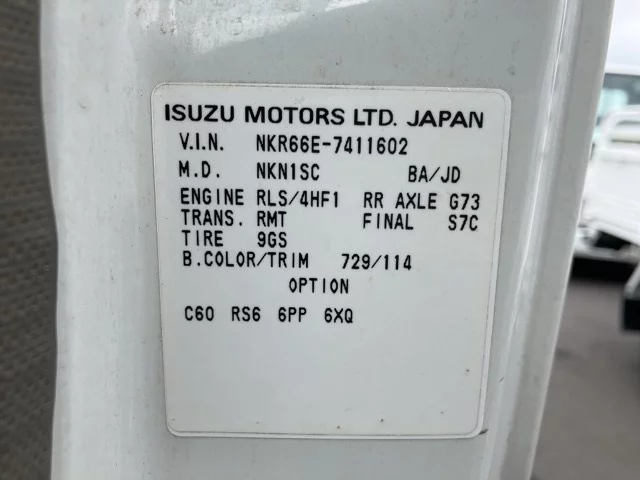 ISUZU MOTORS LTD. JAPAN
V.I.N. NKR66E-7411602
M.D. NKN1SC BA/JD
ENGINE RLS/4HF1 RR AXLE G73
TRANS. RMT FINAL S7C
TIRE 9GS
B.COLOR/TRIM 729/114
OPTION
C60 RS6 6PP 6XQ